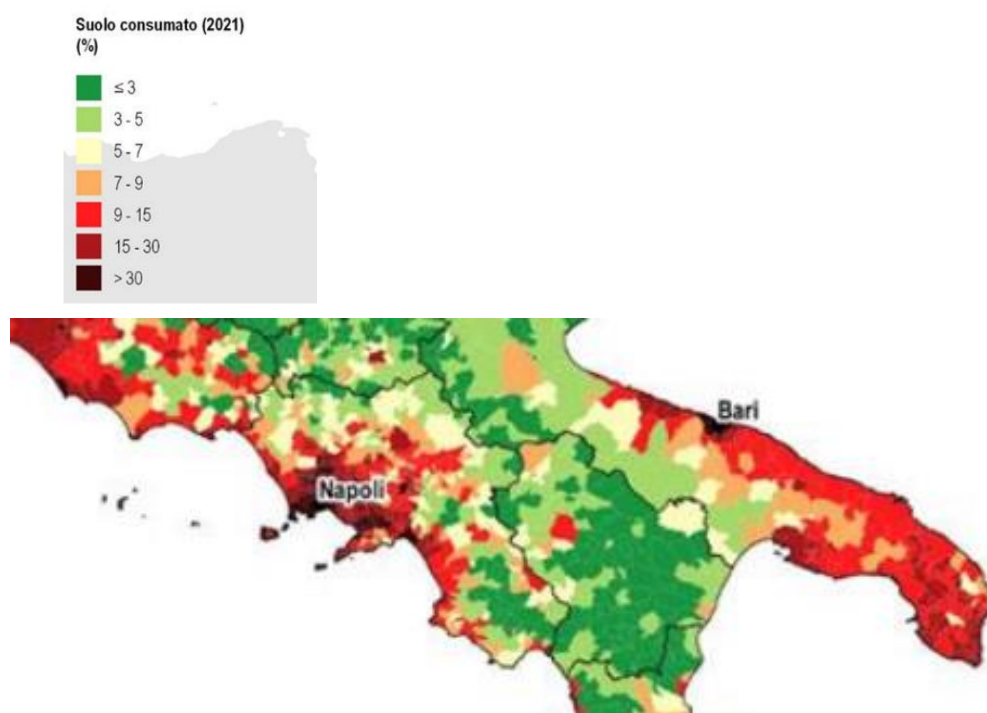 Suolo consumato (2021)
(%)
≤ 3
3 - 5
5 - 7
7 - 9
9 - 15
15 - 30
> 30
Bari
Napoli